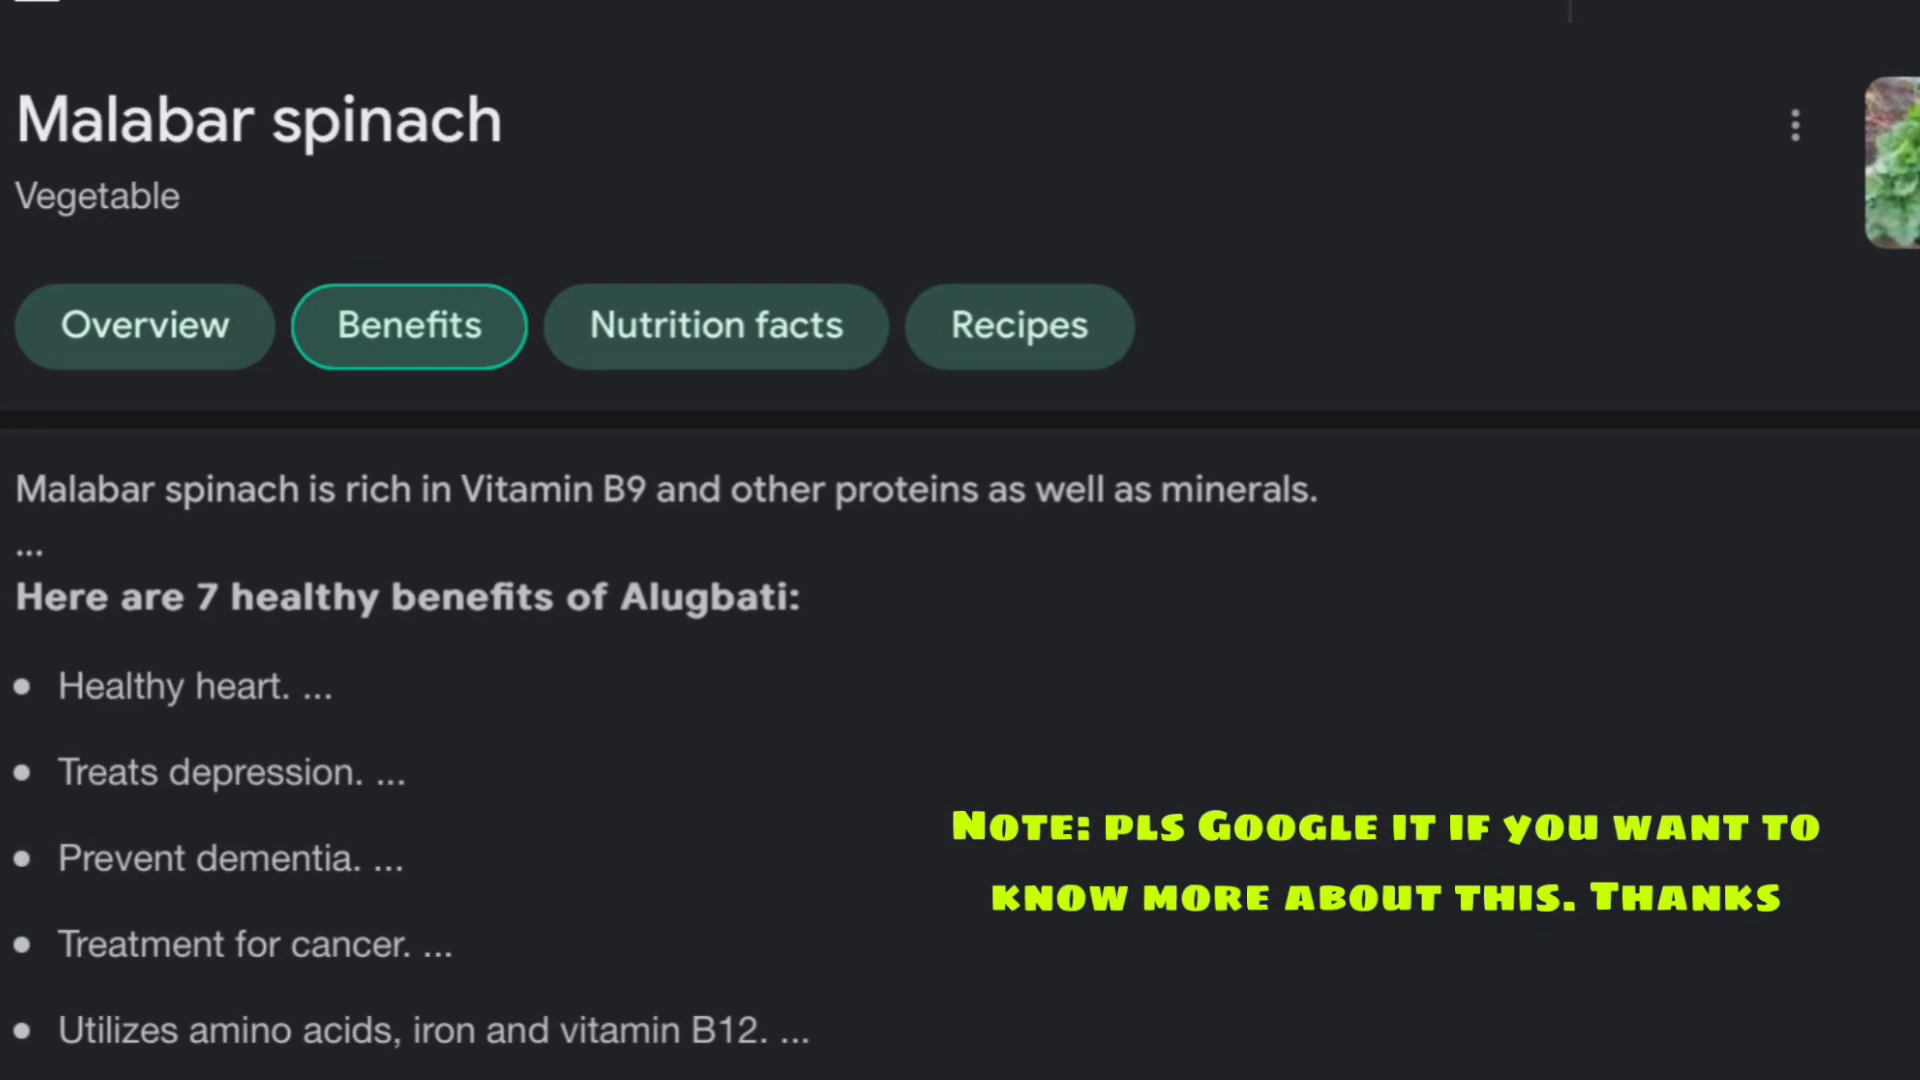 Malabar spinach
Vegetable
Overview Benefits Nutrition facts Recipes
Malabar spinach is rich in Vitamin B9 and other proteins as well as minerals.
...
Here are 7 healthy benefits of Alugbati:
• Healthy heart. ...
• Treats depression. ...
• Prevent dementia. ...
• Treatment for cancer. ...
• Utilizes amino acids, iron and vitamin B12. ...
Note: pls Google it if you want to
know more about this. Thanks